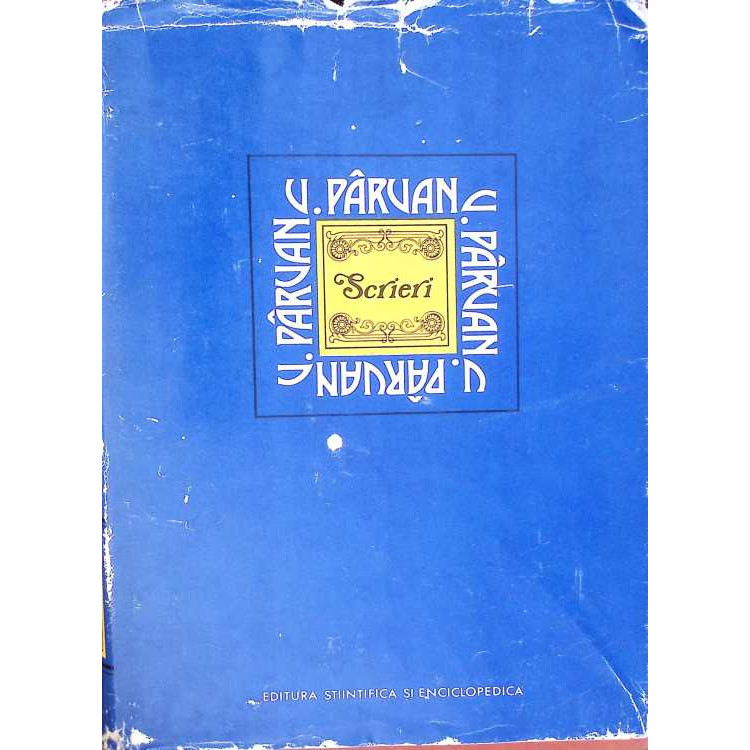 V. PÂRVAN
V. PÂRVAN
V. PÂRVAN
V. PÂRVAN
Scrieri
EDITURA STIINTIFICA SI ENCICLOPEDICA